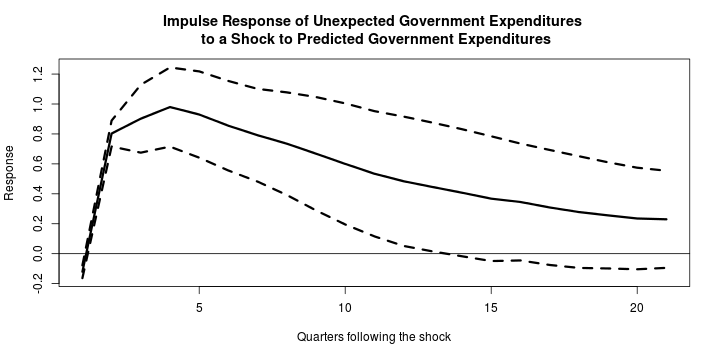 Impulse Response of Unexpected Government Expenditures
to a Shock to Predicted Government Expenditures
Response
1.2
1.0
0.8
0.6
0.4
0.2
0.0
-0.2
5 10 15 20
Quarters following the shock